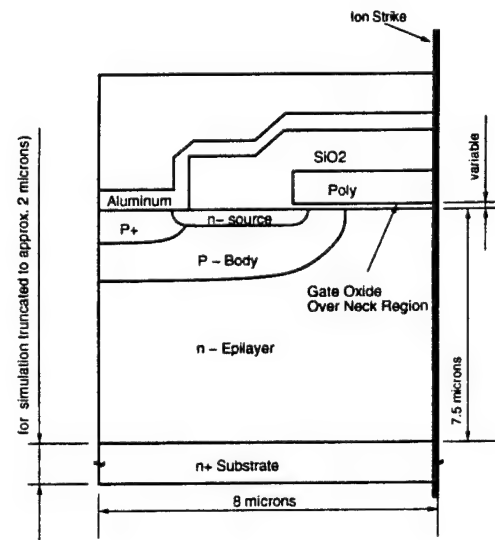 Ion Strike
for simulation truncated to approx. 2 microns)
variable
SiO2
Poly
Aluminum
n- source
P+
P - Body
Gate Oxide
Over Neck Region
n - Epilayer
7.5 microns
n+ Substrate
8 microns